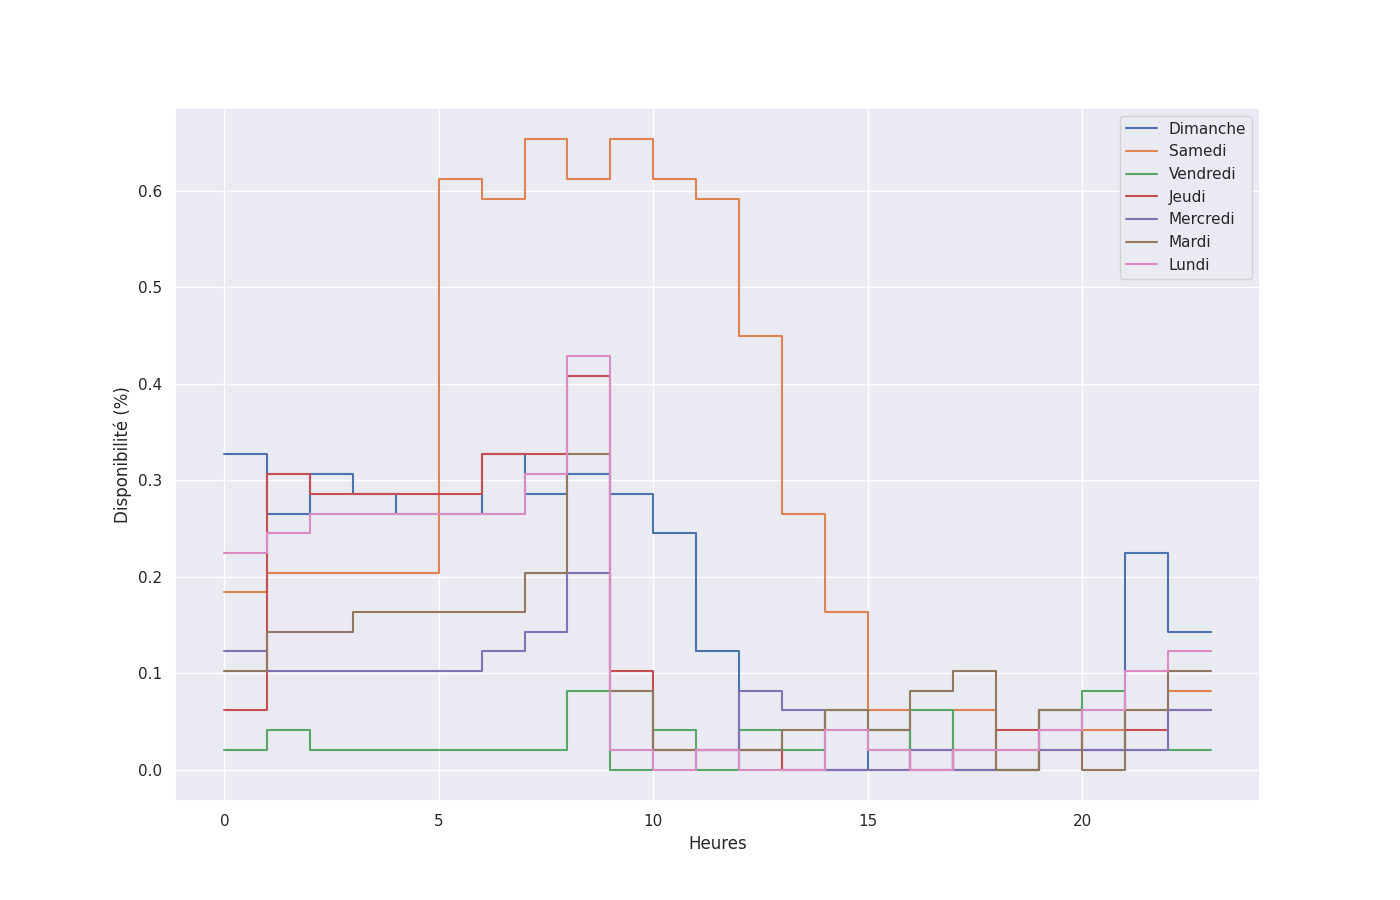 Dimanche
Samedi
Vendredi
Jeudi
Mercredi
Mardi
Lundi
0.6
0.5
0.4
0.3
0.2
0.1
0.0
Disponibilité (%)
0 5 10 15 20
Heures